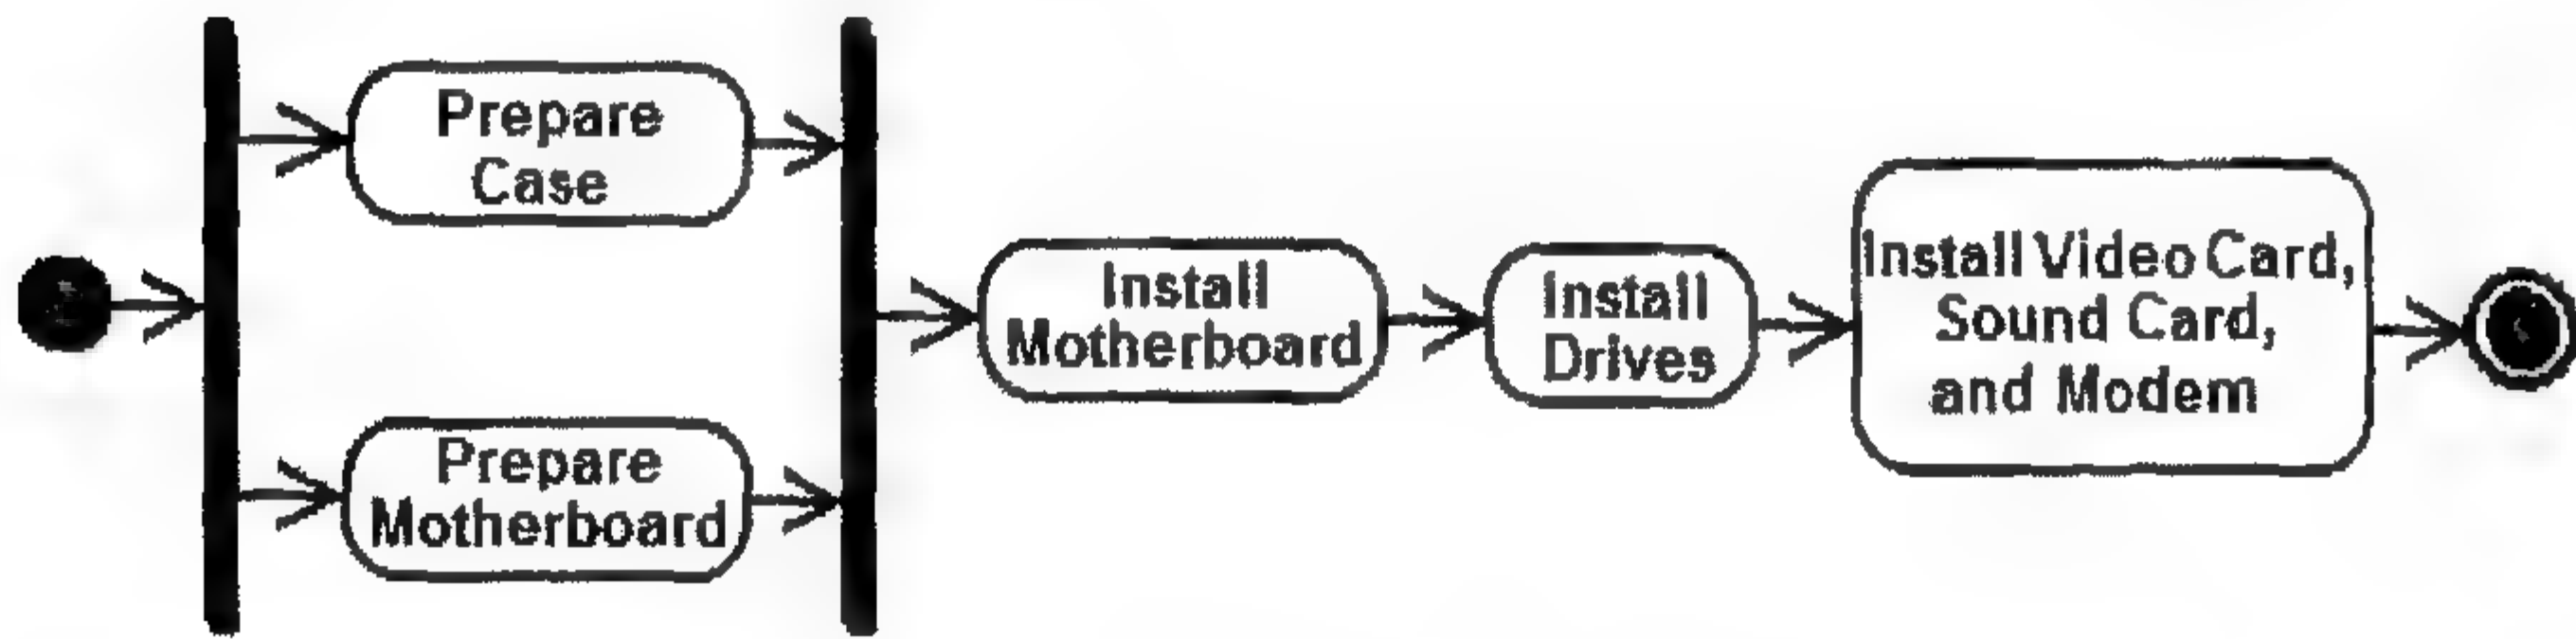 Prepare
Case
Prepare
Motherboard
Install
Motherboard
Install
Drives
Install Video Card,
Sound Card,
and Modem